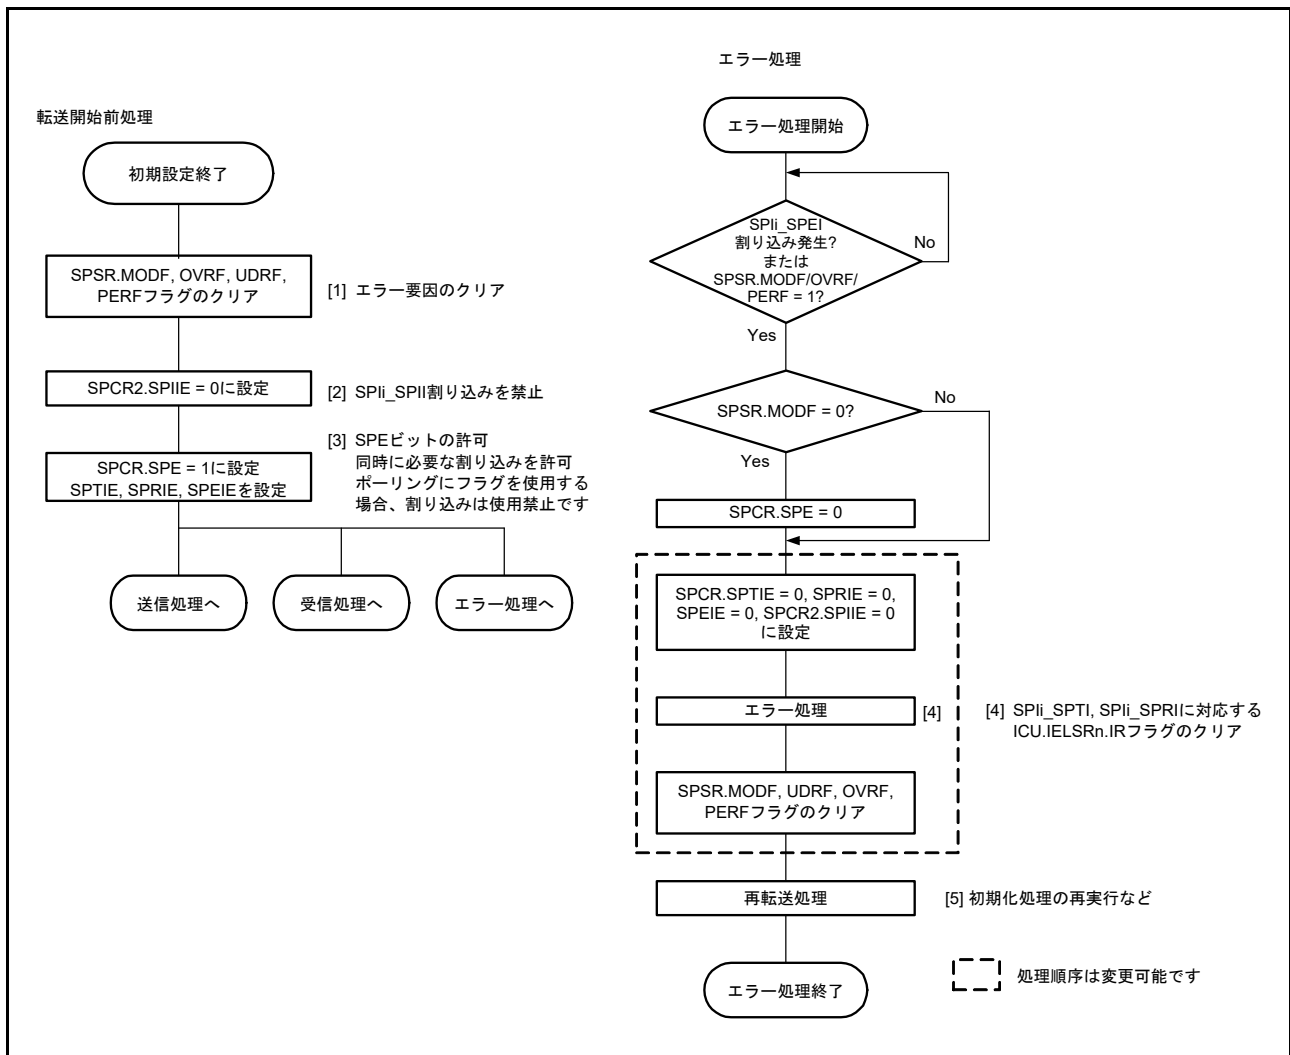 転送開始前処理
初期設定終了
SPSR.MODF, OVRF, UDRF,
PERFフラグのクリア
[1] エラー要因のクリア
SPCR2.SPIIE = 0に設定
[2] SPIi_SPII割り込みを禁止
SPCR.SPE = 1に設定
SPTIE, SPRIE, SPEIEを設定
[3] SPEビットの許可
同時に必要な割り込みを許可
ポーリングにフラグを使用する
場合、割り込みは使用禁止です
送信処理へ
受信処理へ
エラー処理へ
エラー処理
エラー処理開始
SPIi_SPEI
割り込み発生?
または
SPSR.MODF/OVRF/
PERF = 1?
No
Yes
SPSR.MODF = 0?
No
Yes
SPCR.SPE = 0
SPCR.SPTIE = 0, SPRIE = 0,
SPEIE = 0, SPCR2.SPIIE = 0
に設定
エラー処理
[4]
[4] SPIi_SPTI, SPIi_SPRIに対応する
ICU.IELSRn.IRフラグのクリア
SPSR.MODF, UDRF, OVRF,
PERFフラグのクリア
再転送処理
[5] 初期化処理の再実行など
エラー処理終了
処理順序は変更可能です